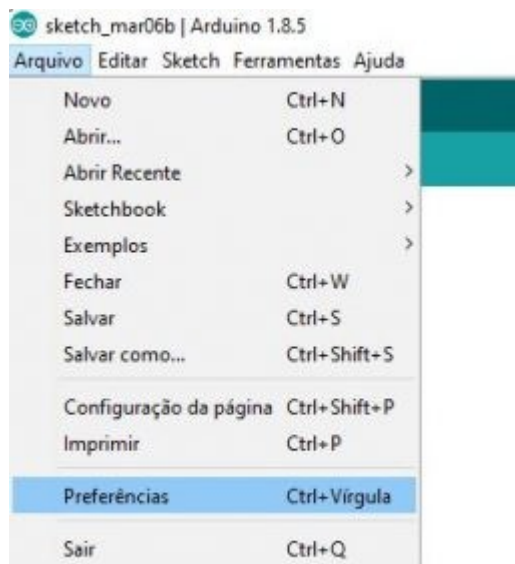 sketch_mar06b | Arduino 1.8.5
Arquivo Editar Sketch Ferramentas Ajuda
Novo Ctrl+N
Abrir... Ctrl+O
Abrir Recente >
Sketchbook >
Exemplos >
Fechar Ctrl+W
Salvar Ctrl+S
Salvar como... Ctrl+Shift+S
Configuração da página Ctrl+Shift+P
Imprimir Ctrl+P
Preferências Ctrl+Vírgula
Sair Ctrl+Q